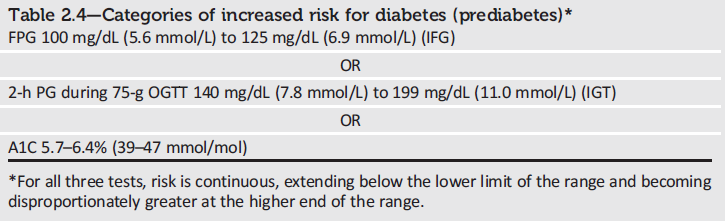 Table 2.4—Categories of increased risk for diabetes (prediabetes)*
FPG 100 mg/dL (5.6 mmol/L) to 125 mg/dL (6.9 mmol/L) (IFG)
OR
2-h PG during 75-g OGTT 140 mg/dL (7.8 mmol/L) to 199 mg/dL (11.0 mmol/L) (IGT)
OR
A1C 5.7–6.4% (39–47 mmol/mol)
*For all three tests, risk is continuous, extending below the lower limit of the range and becoming
disproportionately greater at the higher end of the range.